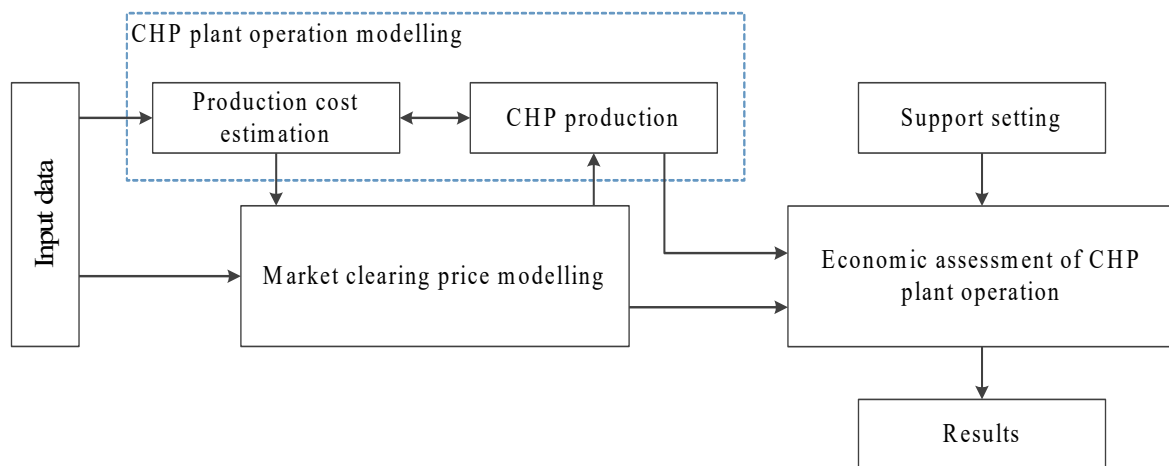 CHP plant operation modelling
Input data
Production cost
estimation
CHP production
Support setting
Market clearing price modelling
Economic assessment of CHP
plant operation
Results